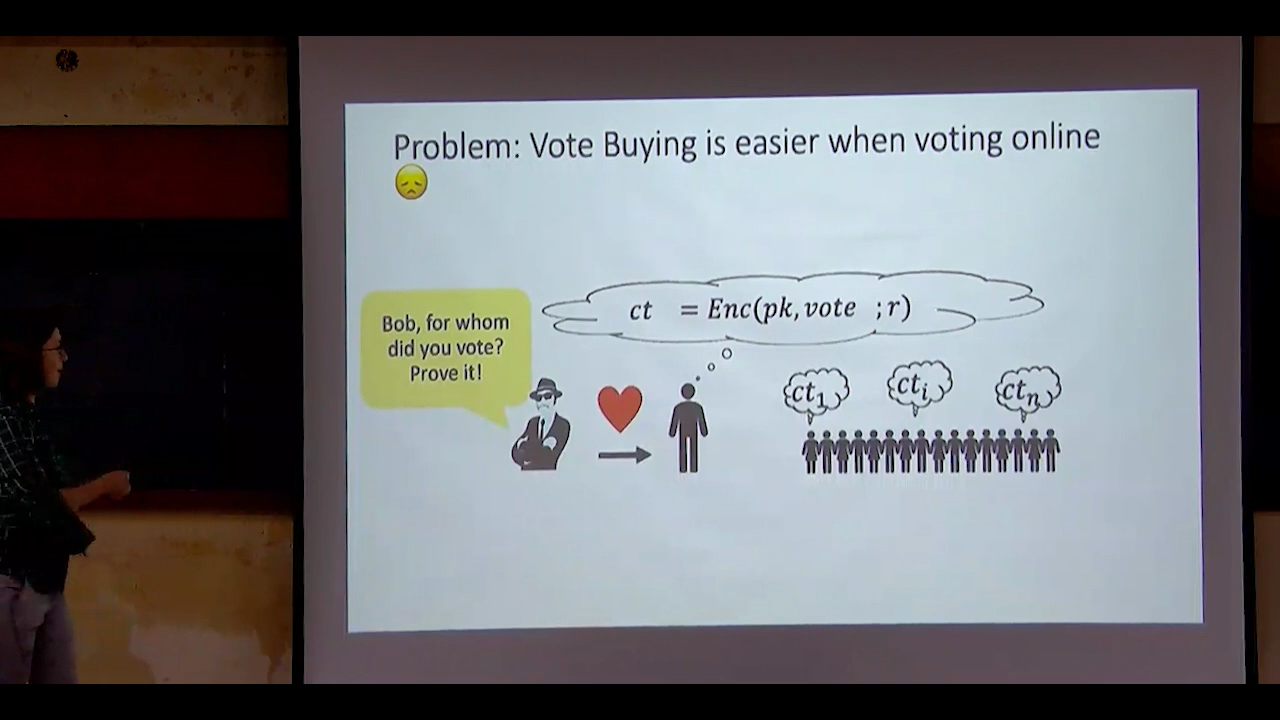 Problem: Vote Buying is easier when voting online
😞
ct = Enc(pk, vote ; r)
Bob, for whom
did you vote?
Prove it!
ct₁ ctᵢ ctₙ